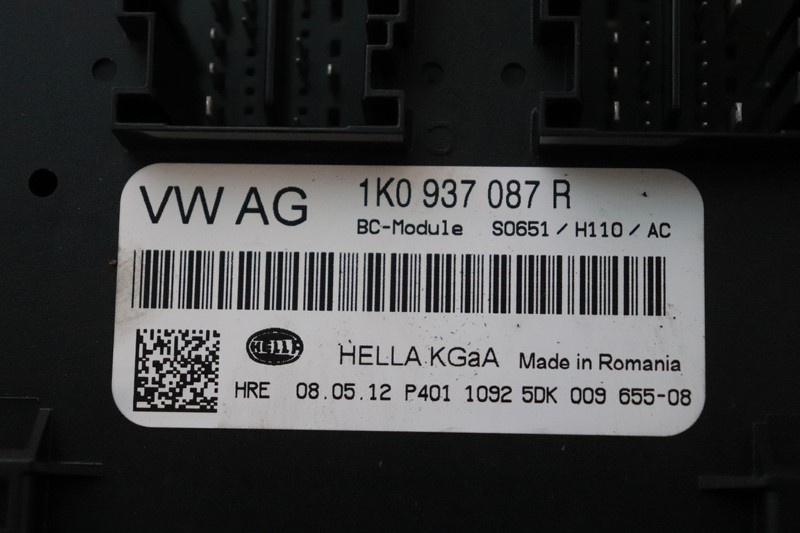 VW AG 1K0 937 087 R
BC-Module S0651 / H110 / AC
HELLA
HELLA KGaA Made in Romania
HRE 08.05.12 P401 1092 5DK 009 655-08